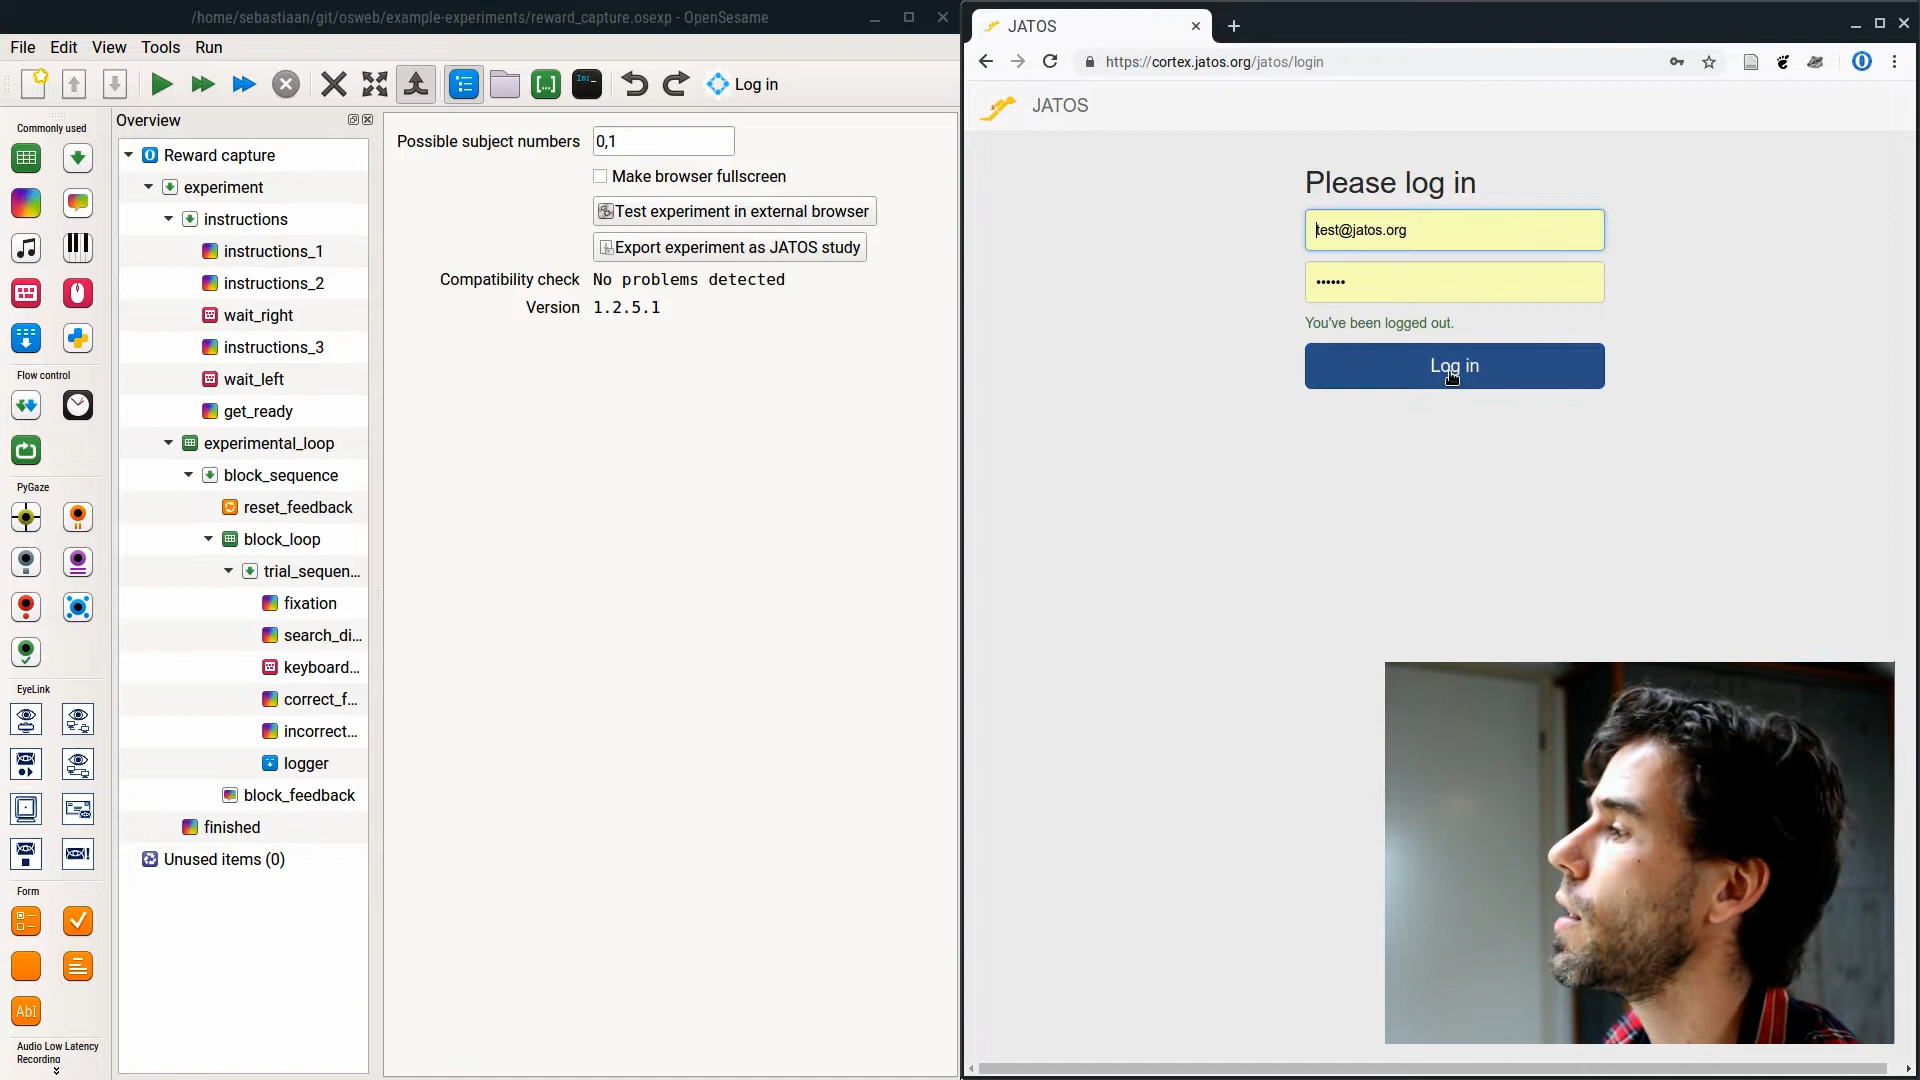 /home/sebastiaan/git/osweb/example-experiments/reward_capture.osexp - OpenSesame
File Edit View Tools Run
Log in
Commonly used
Flow control
PyGaze
EyeLink
Form
AbI
Audio Low Latency
Recording
Overview
Reward capture
experiment
instructions
instructions_1
instructions_2
wait_right
instructions_3
wait_left
get_ready
experimental_loop
block_sequence
reset_feedback
block_loop
trial_sequen...
fixation
search_di...
keyboard...
correct_f...
incorrect...
logger
block_feedback
finished
Unused items (0)
Possible subject numbers 0,1
Make browser fullscreen
Test experiment in external browser
Export experiment as JATOS study
Compatibility check No problems detected
Version 1.2.5.1
JATOS
https://cortex.jatos.org/jatos/login
JATOS
Please log in
test@jatos.org
••••••
You've been logged out.
Log in